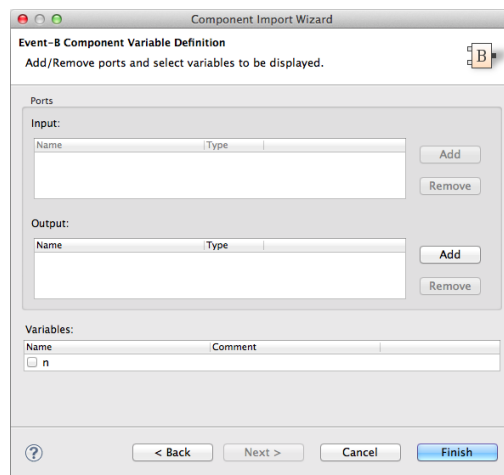 Component Import Wizard
Event-B Component Variable Definition
Add/Remove ports and select variables to be displayed.
B
Ports
Input:
Name Type
Add
Remove
Output:
Name Type
Add
Remove
Variables:
Name Comment
n
?
< Back Next > Cancel Finish